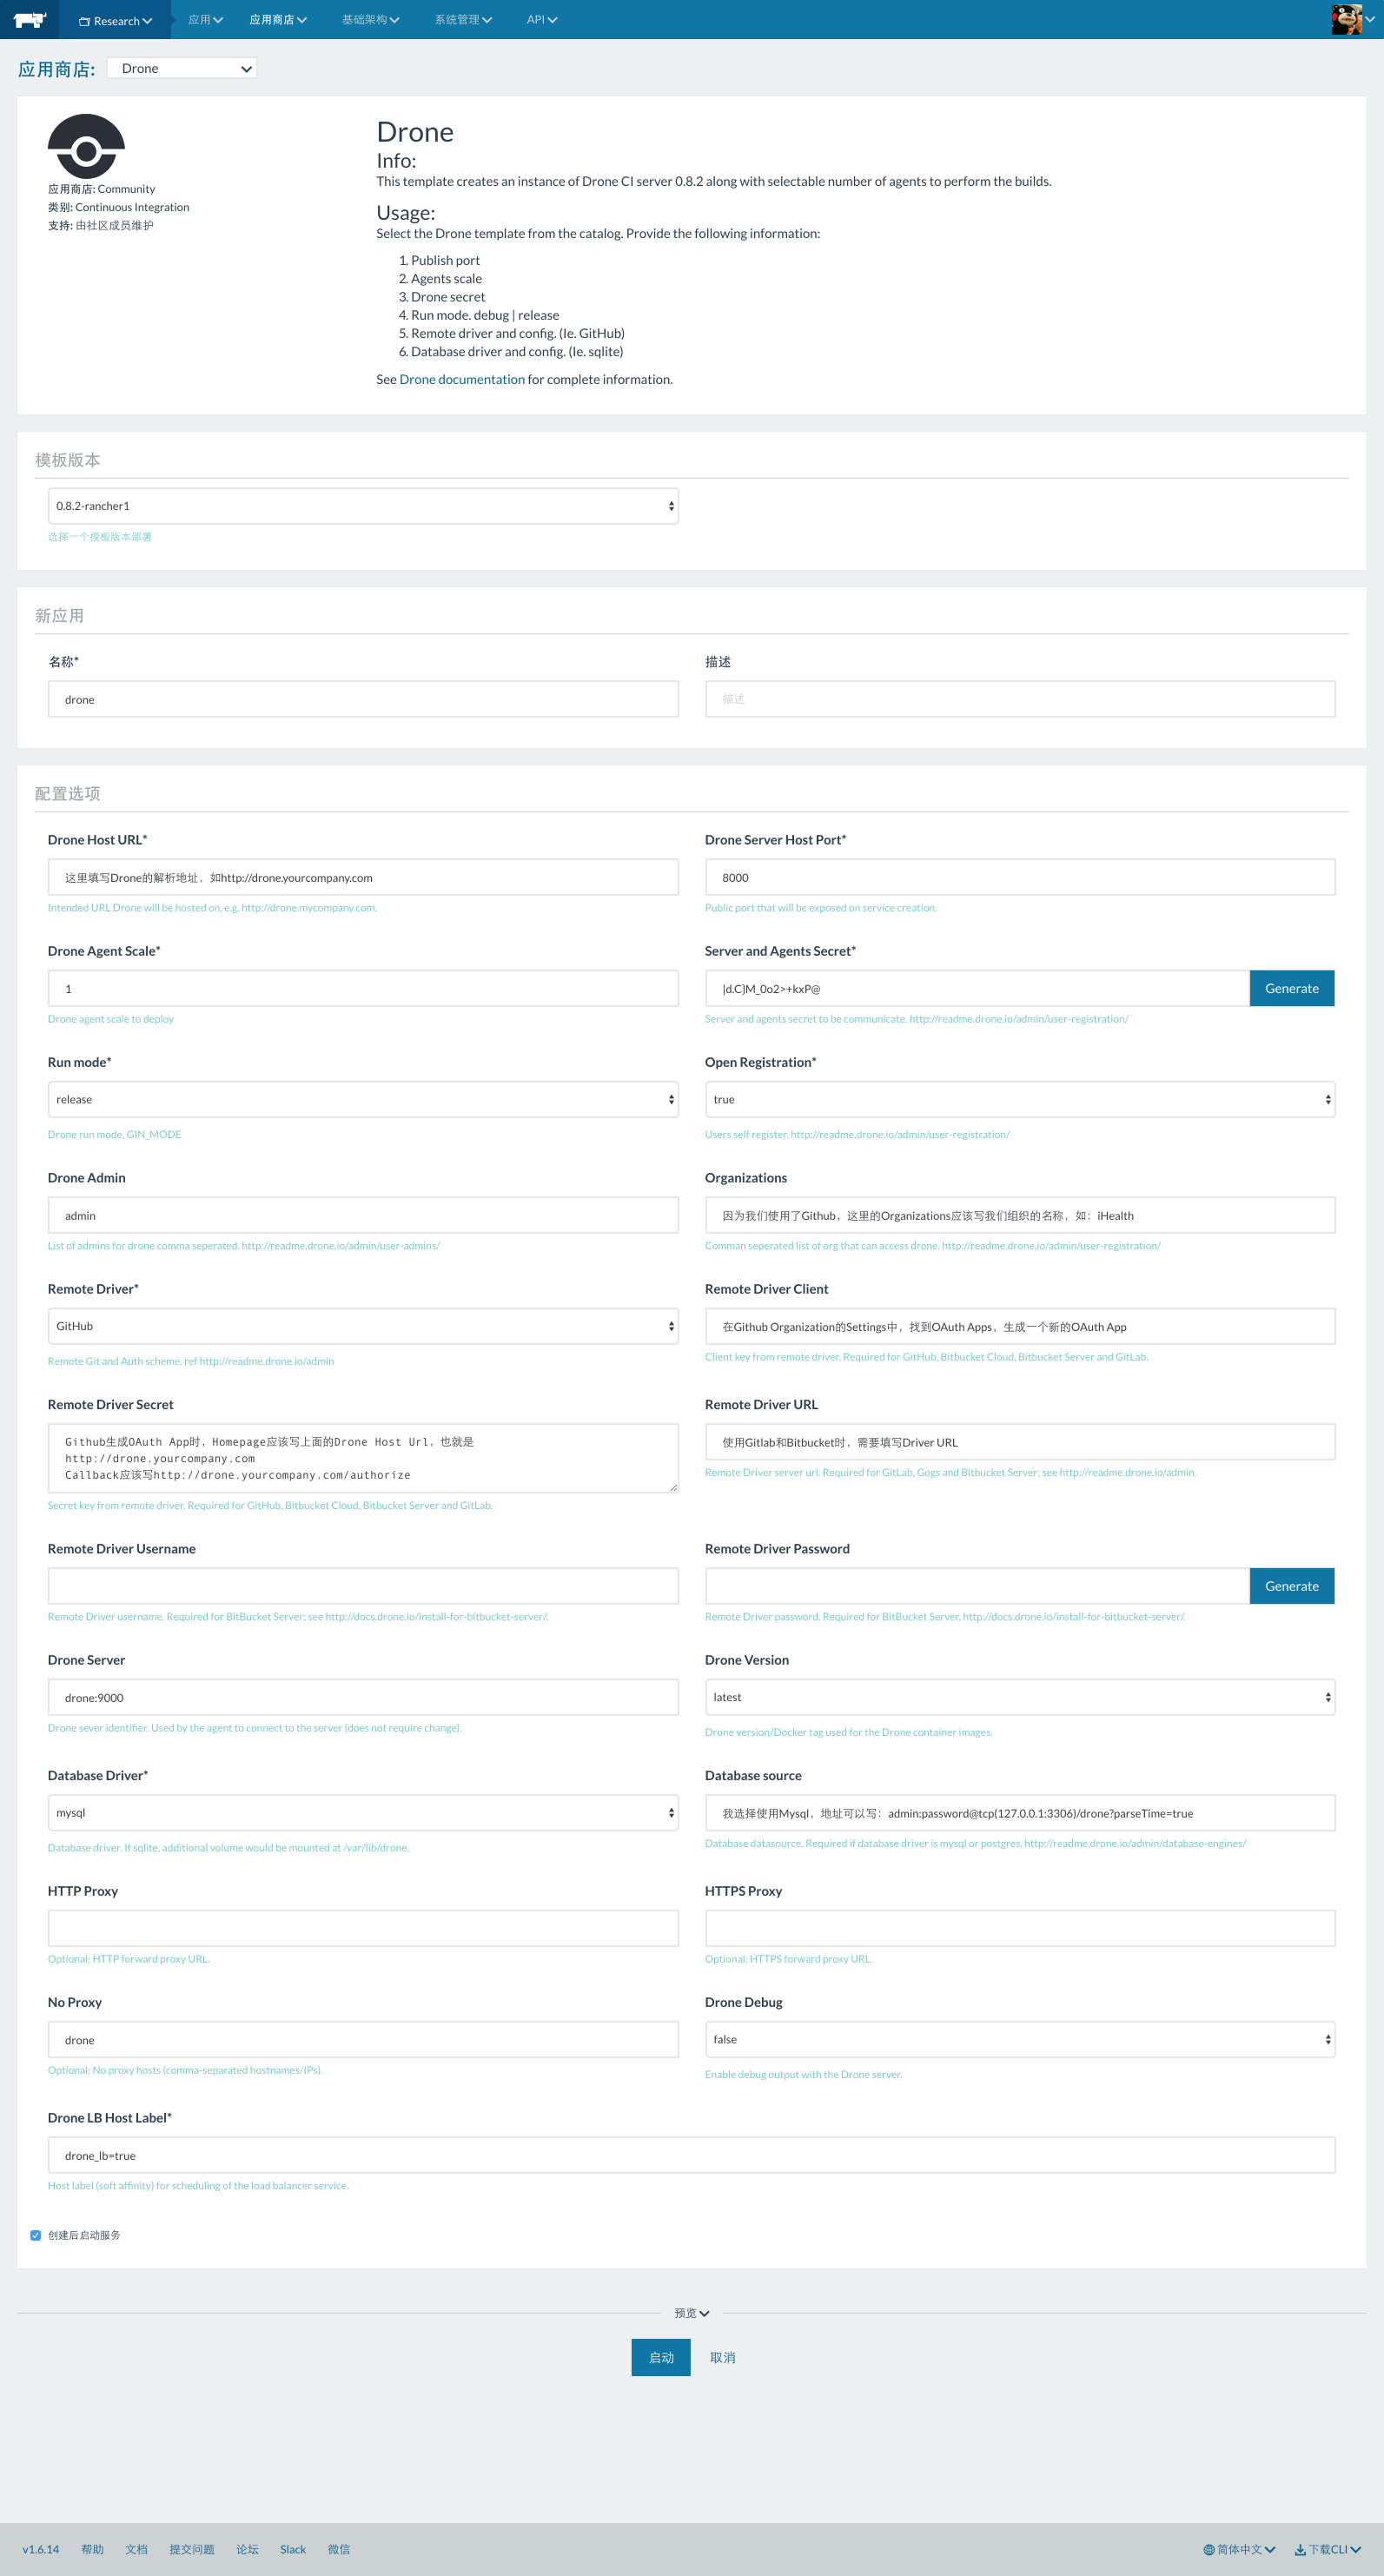 Research 应用 应用商店 基础架构 系统管理 API
应用商店: Drone
应用商店: Community
类别: Continuous Integration
支持: 由社区成员维护
Drone
Info:
This template creates an instance of Drone CI server 0.8.2 along with selectable number of agents to perform the builds.
Usage:
Select the Drone template from the catalog. Provide the following information:
1. Publish port
2. Agents scale
3. Drone secret
4. Run mode. debug | release
5. Remote driver and config. (Ie. GitHub)
6. Database driver and config. (Ie. sqlite)
See Drone documentation for complete information.
模板版本
0.8.2-rancher1
选择一个模板版本部署
新应用
名称* 描述
drone 描述
配置选项
Drone Host URL* Drone Server Host Port*
这里填写Drone的解析地址，如http://drone.yourcompany.com 8000
Intended URL Drone will be hosted on, e.g. http://drone.mycompany.com. Public port that will be exposed on service creation.
Drone Agent Scale* Server and Agents Secret*
1 |d.C]M_0o2>+kxP@ Generate
Drone agent scale to deploy Server and agents secret to be communicate. http://readme.drone.io/admin/user-registration/
Run mode* Open Registration*
release true
Drone run mode, GIN_MODE Users self register. http://readme.drone.io/admin/user-registration/
Drone Admin Organizations
admin 因为我们使用了Github，这里的Organizations应该写我们组织的名称，如：iHealth
List of admins for drone comma seperated. http://readme.drone.io/admin/user-admins/ Comman seperated list of org that can access drone. http://readme.drone.io/admin/user-registration/
Remote Driver* Remote Driver Client
GitHub 在Github Organization的Settings中，找到OAuth Apps，生成一个新的OAuth App
Remote Git and Auth scheme. ref http://readme.drone.io/admin Client key from remote driver. Required for GitHub, Bitbucket Cloud, Bitbucket Server and GitLab.
Remote Driver Secret Remote Driver URL
Github生成OAuth App时，Homepage应该写上面的Drone Host Url，也就是 使用Gitlab和Bitbucket时，需要填写Driver URL
http://drone.yourcompany.com
Callback应该写http://drone.yourcompany.com/authorize Remote Driver server url. Required for GitLab, Gogs and Bitbucket Server; see http://readme.drone.io/admin.
Secret key from remote driver. Required for GitHub, Bitbucket Cloud, Bitbucket Server and GitLab.
Remote Driver Username Remote Driver Password
Generate
Remote Driver username. Required for BitBucket Server; see http://docs.drone.io/install-for-bitbucket-server/. Remote Driver password. Required for BitBucket Server, http://docs.drone.io/install-for-bitbucket-server/.
Drone Server Drone Version
drone:9000 latest
Drone sever identifier. Used by the agent to connect to the server (does not require change). Drone version/Docker tag used for the Drone container images.
Database Driver* Database source
mysql 我选择使用Mysql，地址可以写：admin:password@tcp(127.0.0.1:3306)/drone?parseTime=true
Database driver. If sqlite, additional volume would be mounted at /var/lib/drone. Database datasource. Required if database driver is mysql or postgres, http://readme.drone.io/admin/database-engines/
HTTP Proxy HTTPS Proxy
Optional: HTTP forward proxy URL. Optional: HTTPS forward proxy URL.
No Proxy Drone Debug
drone false
Optional: No proxy hosts (comma-separated hostnames/IPs). Enable debug output with the Drone server.
Drone LB Host Label*
drone_lb=true
Host label (soft affinity) for scheduling of the load balancer service.
创建后启动服务
预览
启动 取消
v1.6.14 帮助 文档 提交问题 论坛 Slack 微信 简体中文 下载CLI